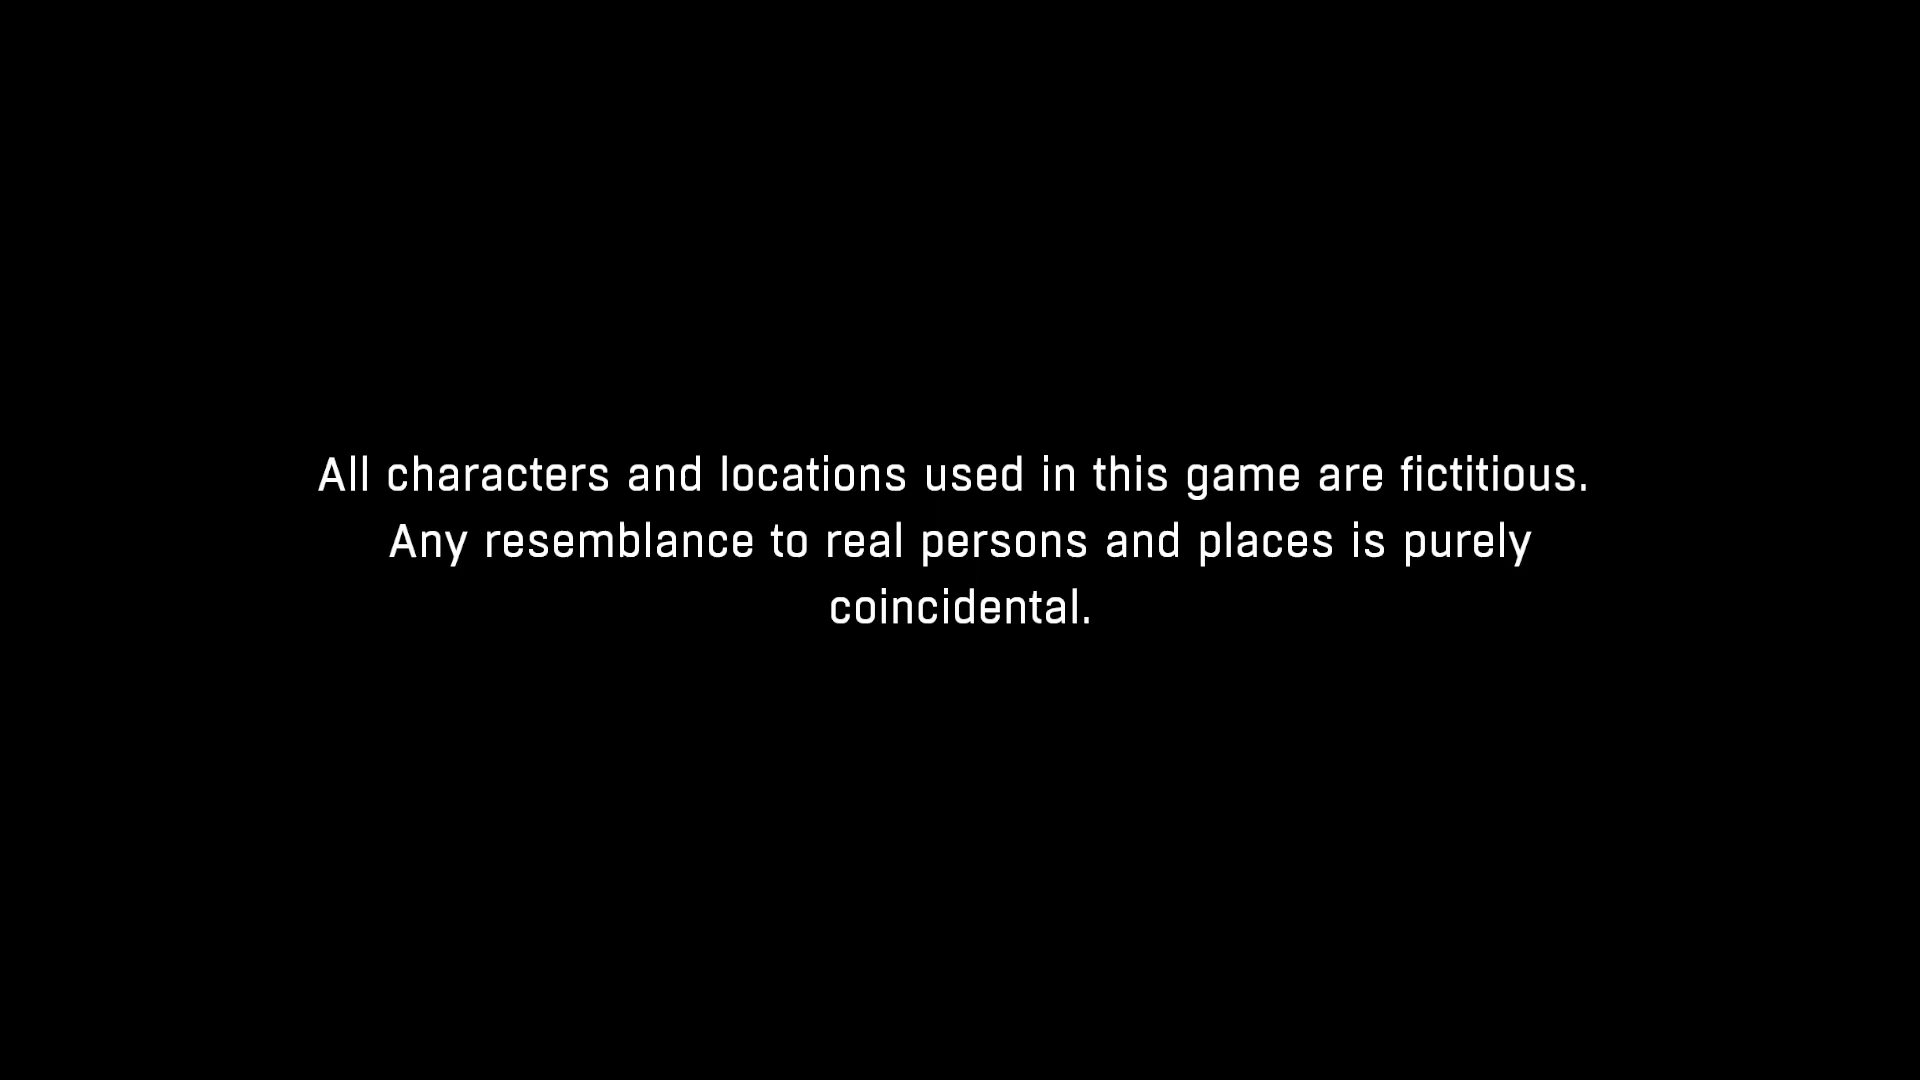 All characters and locations used in this game are fictitious.
Any resemblance to real persons and places is purely
coincidental.